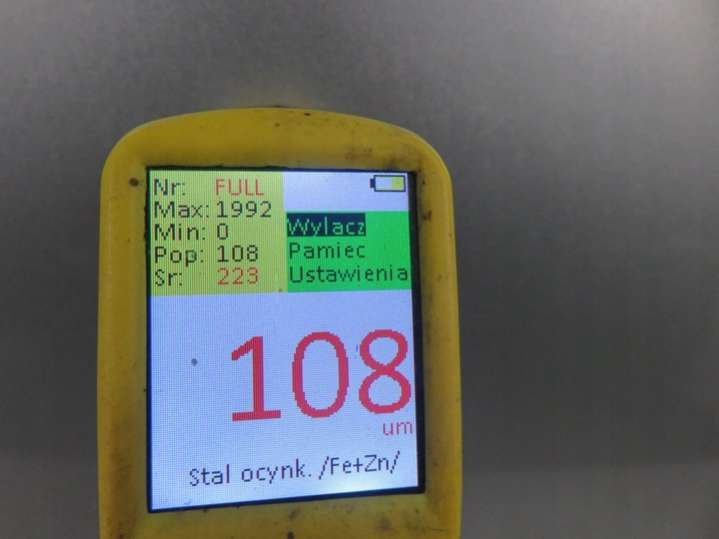 Nr: FULL
Max: 1992
Min: 0
Pop: 108
Sr: 223
Wylacz
Pamiec
Ustawienia
108
um
Stal ocynk. /Fe+Zn/